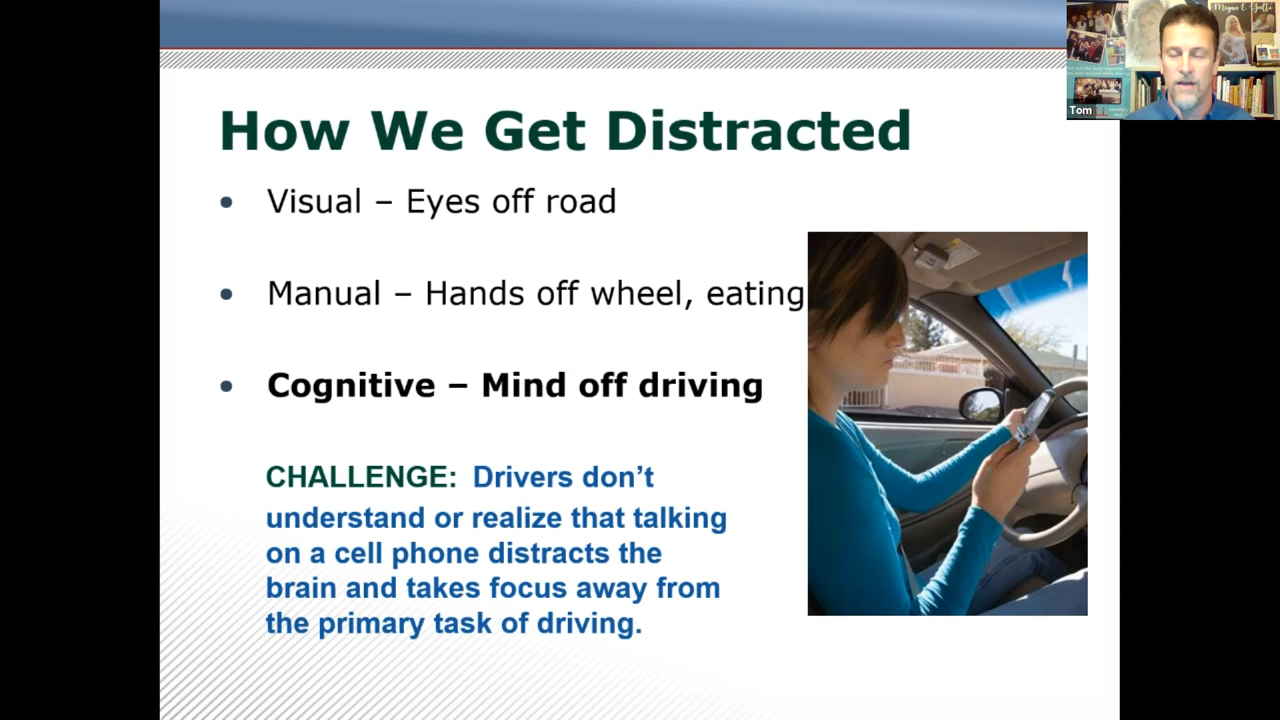 How We Get Distracted
• Visual – Eyes off road
• Manual – Hands off wheel, eating
• Cognitive – Mind off driving
CHALLENGE: Drivers don’t
understand or realize that talking
on a cell phone distracts the
brain and takes focus away from
the primary task of driving.
Tom